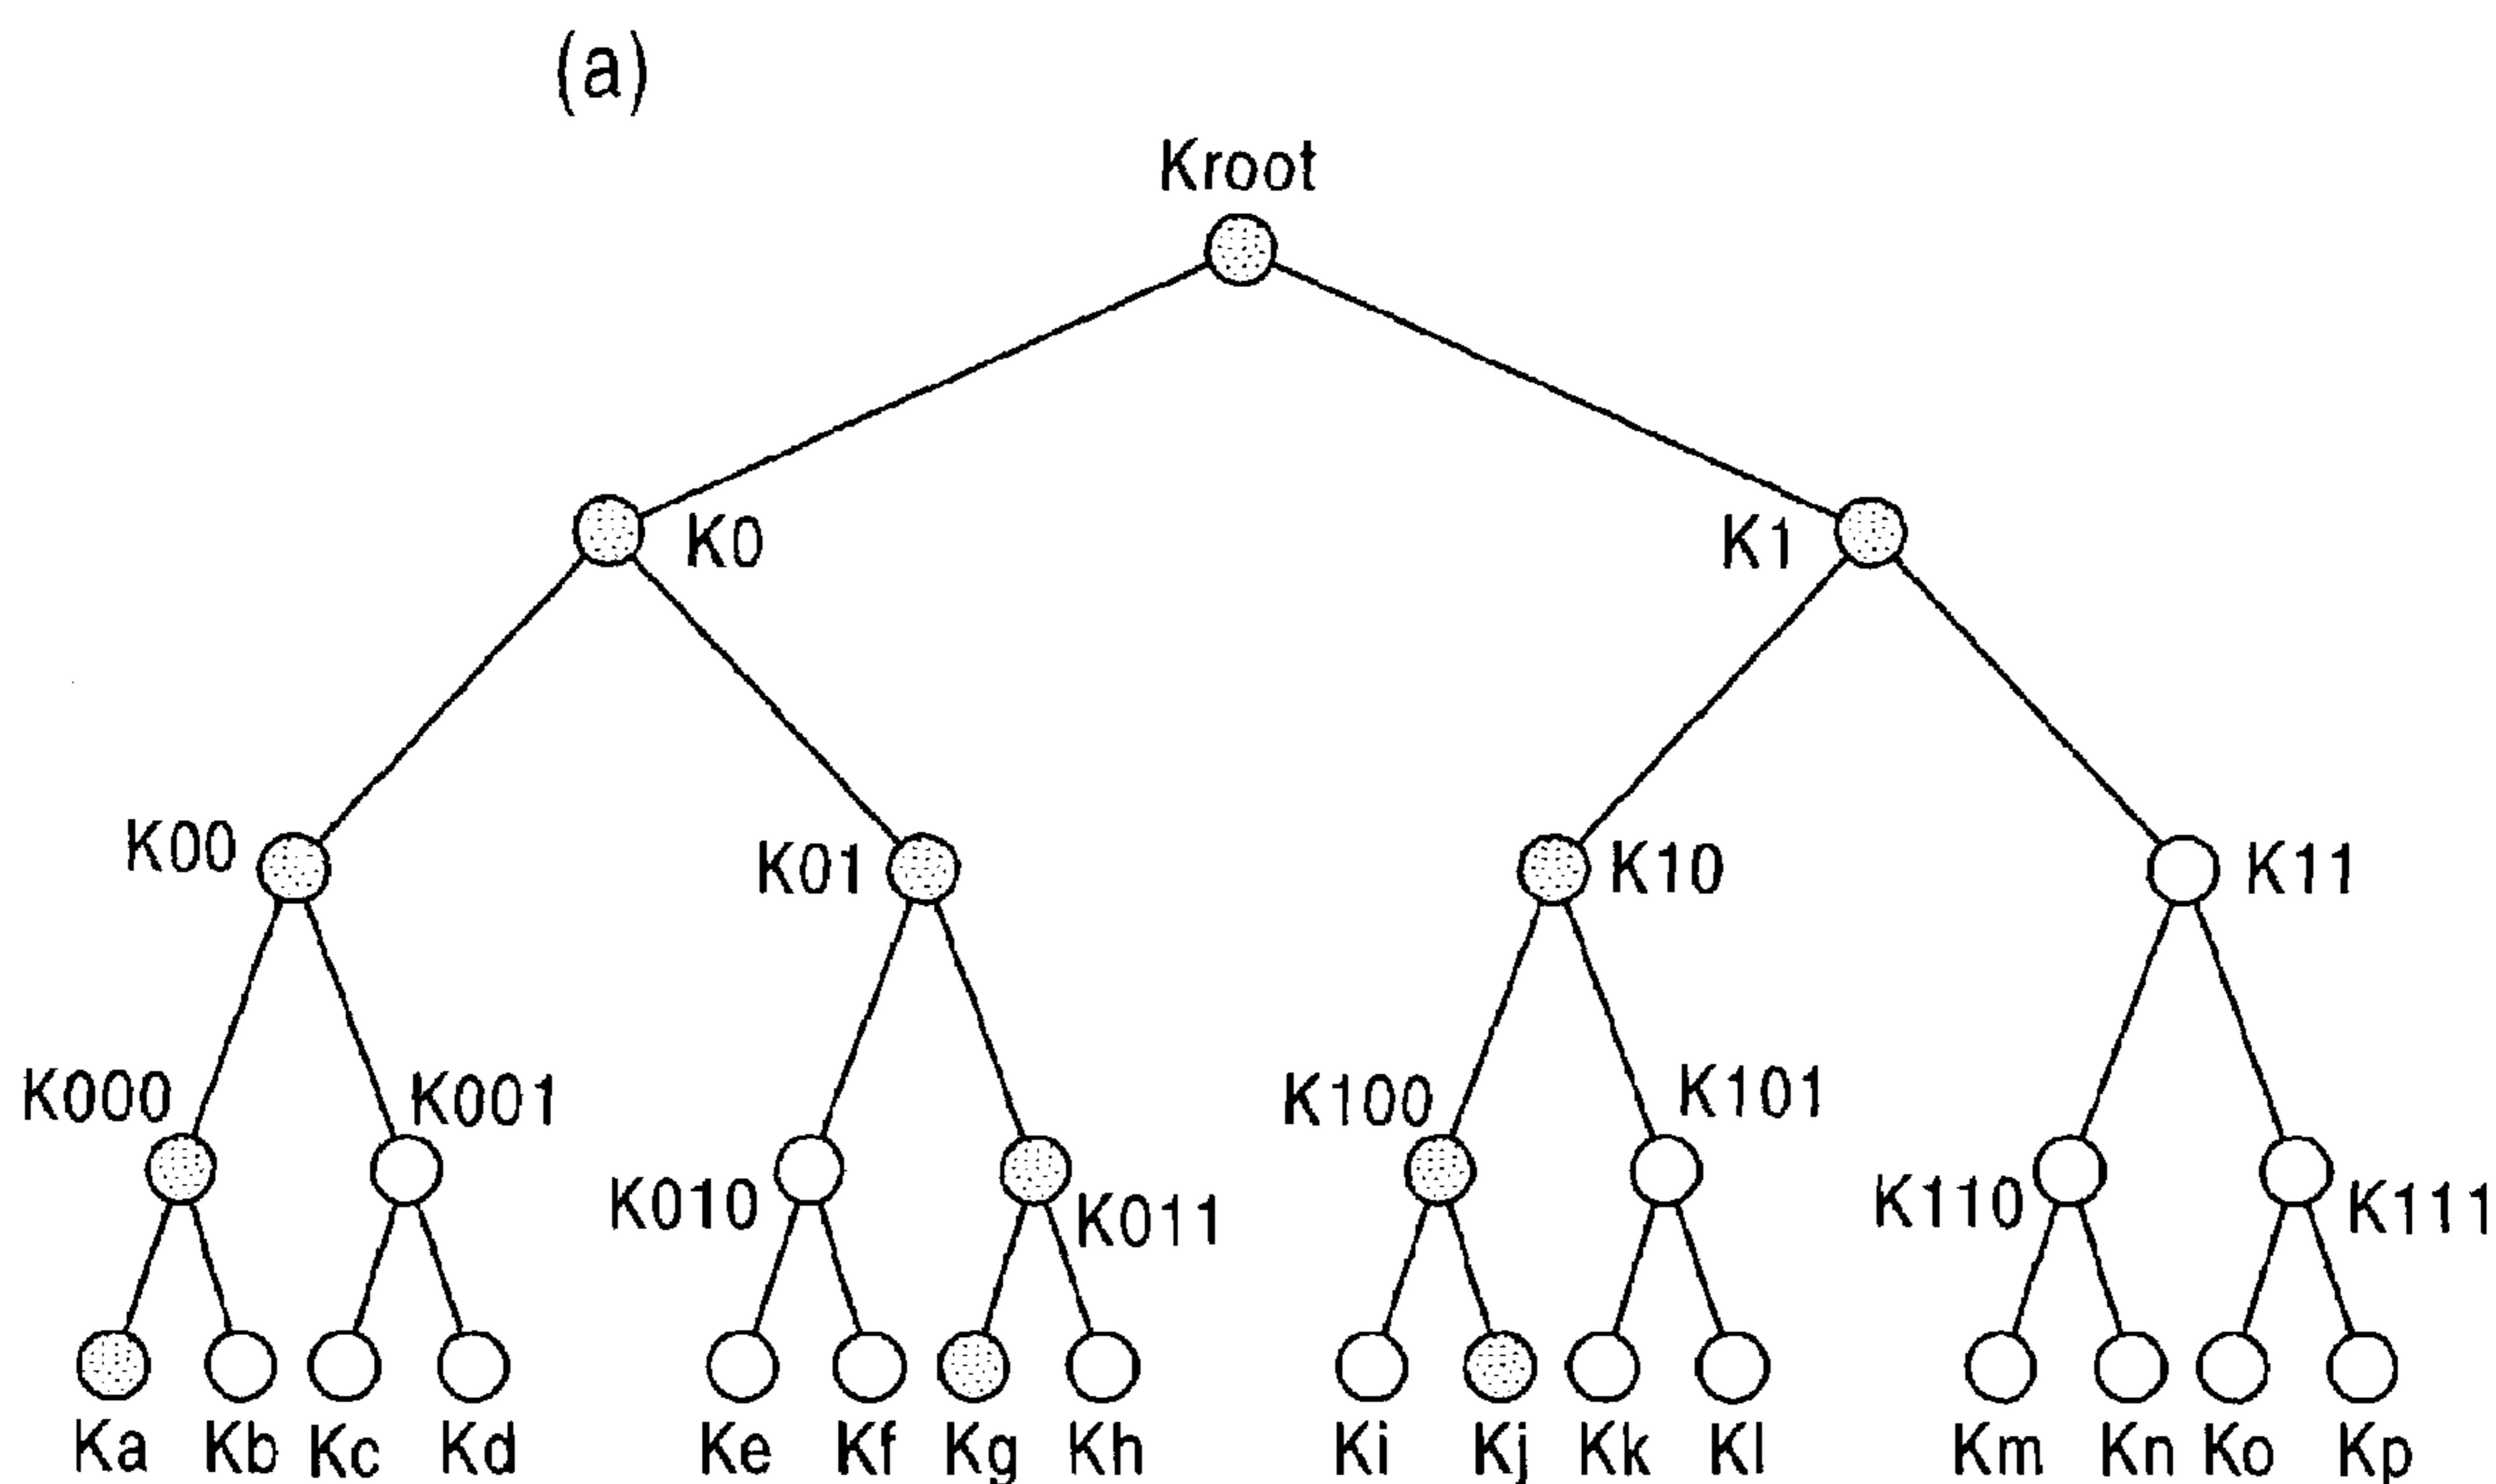 (a)
Kroot
K0 K1
K00 K01 K10 K11
K000 K001 K100 K101
K010 K011 K110 K111
Ka Kb Kc Kd Ke Kf Kg Kh Ki Kj Kk Kl Km Kn Ko Kp